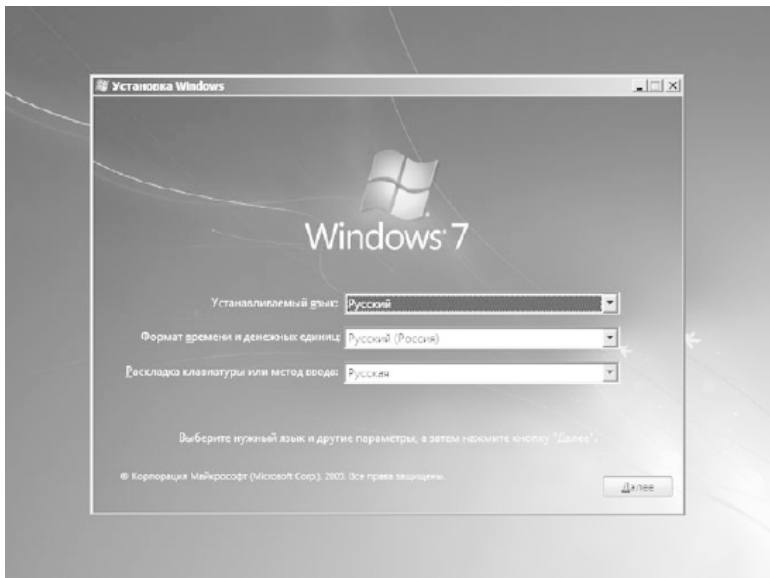 Установка Windows
Windows 7
Устанавливаемый язык: Русский
Формат времени и денежных единиц: Русский (Россия)
Раскладка клавиатуры или метод ввода: Русская
Выберите нужный язык и другие параметры, а затем нажмите кнопку "Далее".
© Корпорация Майкрософт (Microsoft Corp.), 2009. Все права защищены.
Далее